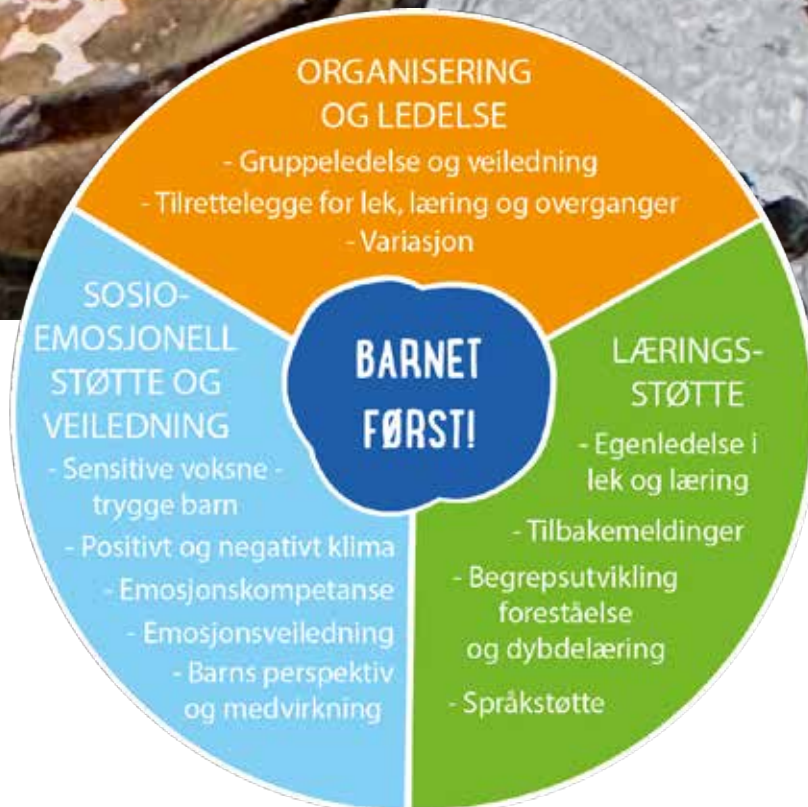 ORGANISERING
OG LEDELSE
- Gruppeledelse og veiledning
- Tilrettelegge for lek, læring og overganger
- Variasjon
SOSIO-
EMOSJONELL
STØTTE OG
VEILEDNING
- Sensitive voksne -
trygge barn
- Positivt og negativt klima
- Emosjonskompetanse
- Emosjonsveiledning
- Barns perspektiv
og medvirkning
BARNET
FØRST!
LÆRINGS-
STØTTE
- Egenledelse i
lek og læring
- Tilbakemeldinger
- Begrepsutvikling
foreståelse
og dybdelæring
- Språkstøtte